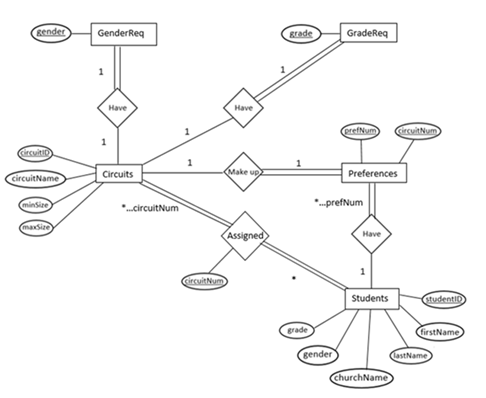 gender
GenderReq
grade
GradeReq
1
1
Have
Have
1
1
prefNum
circuitNum
circuitID
circuitName
Circuits
1
Make up
1
Preferences
minSize
maxSize
*...circuitNum
*...prefNum
Assigned
Have
circuitNum
*
1
Students
studentID
grade
firstName
gender
lastName
churchName